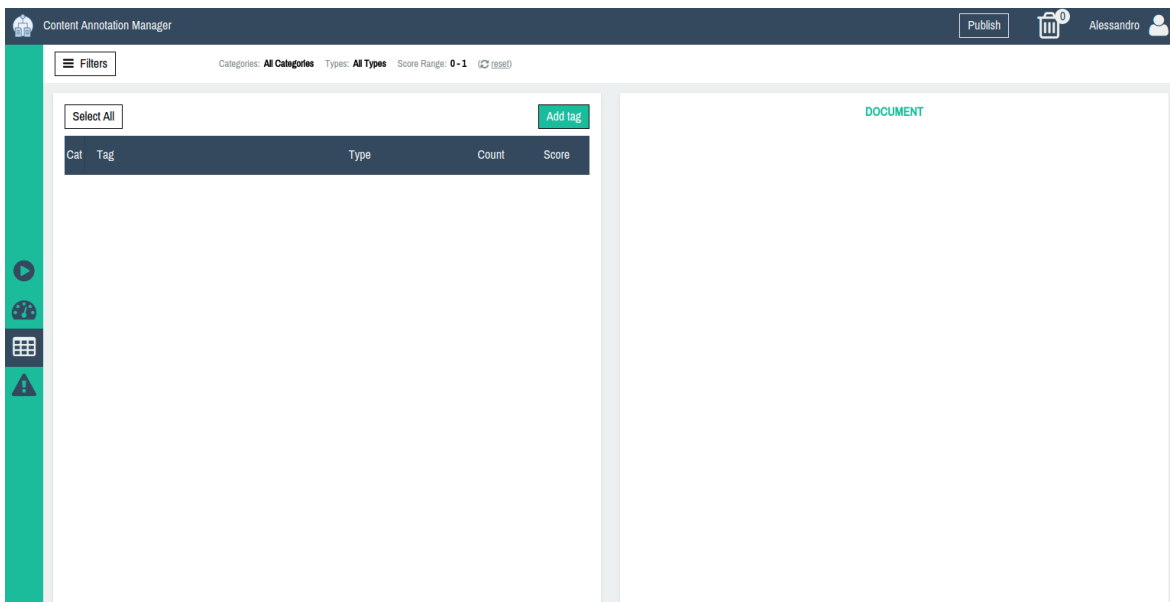 Content Annotation Manager Publish 0 Alessandro
Filters Categories: All Categories Types: All Types Score Range: 0 - 1 ( reset)
Select All Add tag
Cat Tag Type Count Score
DOCUMENT